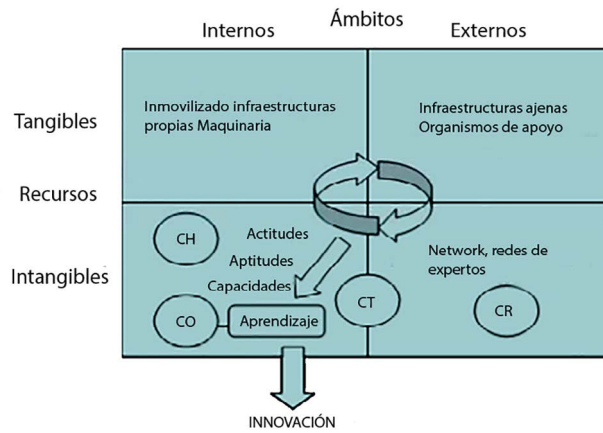 Ámbitos
Internos
Externos
Tangibles
Inmovilizado infraestructuras
propias Maquinaria
Infraestructuras ajenas
Organismos de apoyo
Recursos
Intangibles
CH
Actitudes
Aptitudes
Capacidades
CO
Aprendizaje
CT
Network, redes de
expertos
CR
INNOVACIÓN